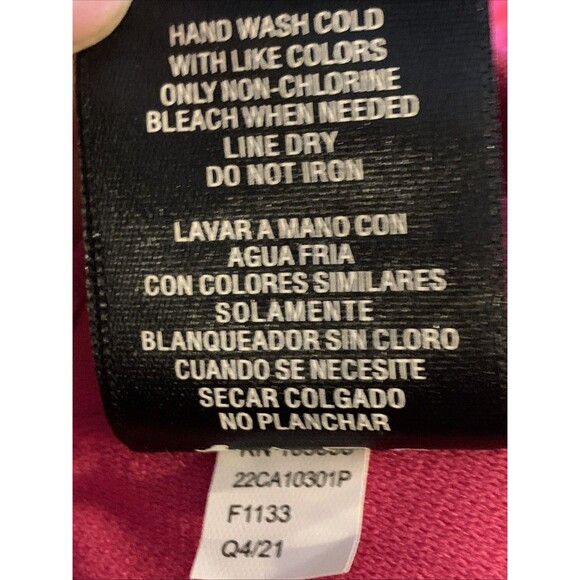 HAND WASH COLD
WITH LIKE COLORS
ONLY NON-CHLORINE
BLEACH WHEN NEEDED
LINE DRY
DO NOT IRON
LAVAR A MANO CON
AGUA FRIA
CON COLORES SIMILARES
SOLAMENTE
BLANQUEADOR SIN CLORO
CUANDO SE NECESITE
SECAR COLGADO
NO PLANCHAR
RN
22CA10301P
F1133
Q4/21